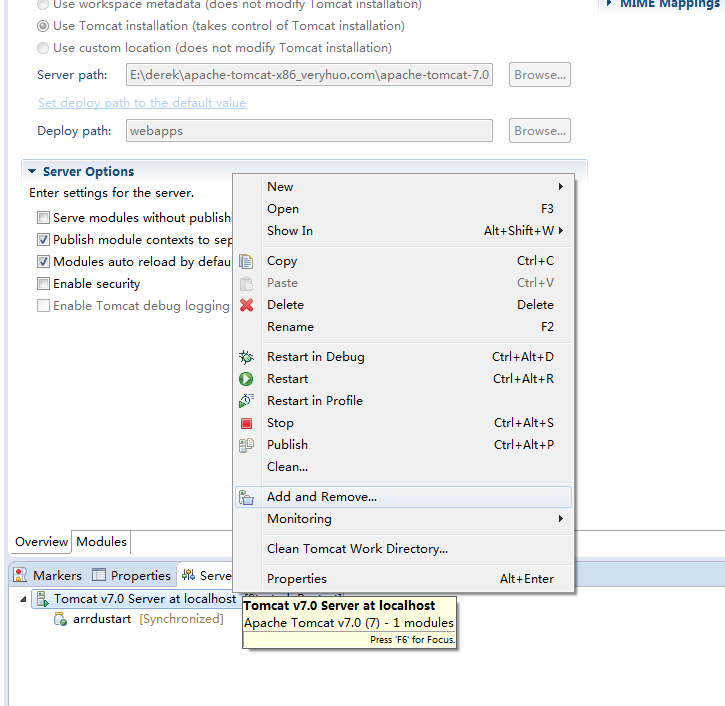 Use workspace metadata (does not modify Tomcat installation)
MIME Mappings
Use Tomcat installation (takes control of Tomcat installation)
Use custom location (does not modify Tomcat installation)
Server path: E:\derek\apache-tomcat-x86_veryhuo.com\apache-tomcat-7.0 Browse...
Set deploy path to the default value
Deploy path: webapps Browse...
Server Options
Enter settings for the server.
Serve modules without publish
Publish module contexts to sep
Modules auto reload by defau
Enable security
Enable Tomcat debug logging
New
Open F3
Show In Alt+Shift+W
Copy Ctrl+C
Paste Ctrl+V
Delete Delete
Rename F2
Restart in Debug Ctrl+Alt+D
Restart Ctrl+Alt+R
Restart in Profile
Stop Ctrl+Alt+S
Publish Ctrl+Alt+P
Clean...
Add and Remove...
Monitoring
Clean Tomcat Work Directory...
Properties Alt+Enter
Overview Modules
Markers Properties Serve
Tomcat v7.0 Server at localhost
arrdustart [Synchronized]
Tomcat v7.0 Server at localhost
Apache Tomcat v7.0 (7) - 1 modules
Press 'F6' for Focus.